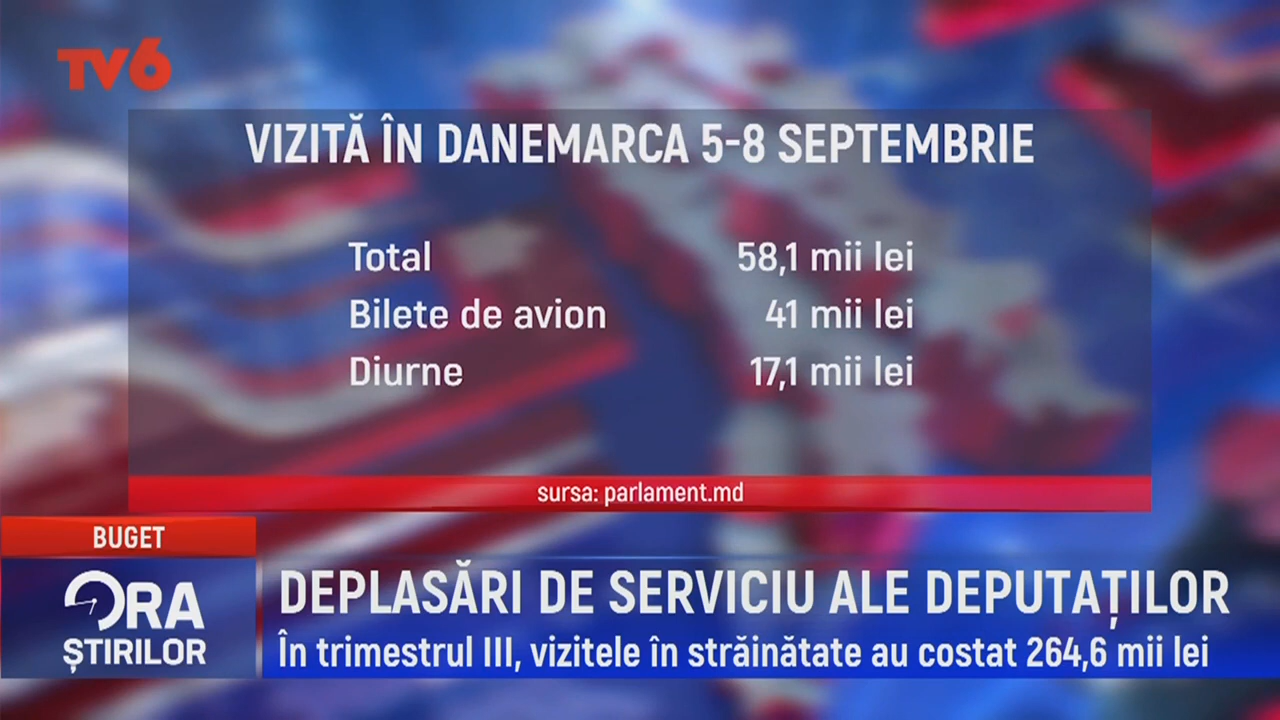 TV6
VIZITĂ ÎN DANEMARCA 5-8 SEPTEMBRIE
Total 58,1 mii lei
Bilete de avion 41 mii lei
Diurne 17,1 mii lei
sursa: parlament.md
BUGET
ORA
ȘTIRILOR
DEPLASĂRI DE SERVICIU ALE DEPUTAȚILOR
În trimestrul III, vizitele în străinătate au costat 264,6 mii lei